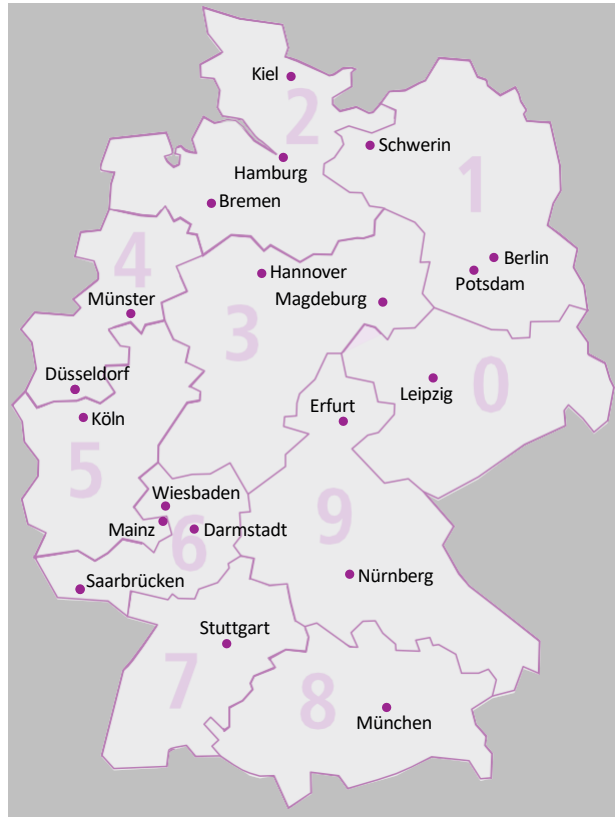 Kiel
2
Schwerin
Hamburg
1
Bremen
4
Berlin
Hannover
Potsdam
Münster
Magdeburg
3
Düsseldorf
Leipzig
0
Erfurt
Köln
5
Wiesbaden
9
Mainz
6
Darmstadt
Saarbrücken
Nürnberg
Stuttgart
7
8
München